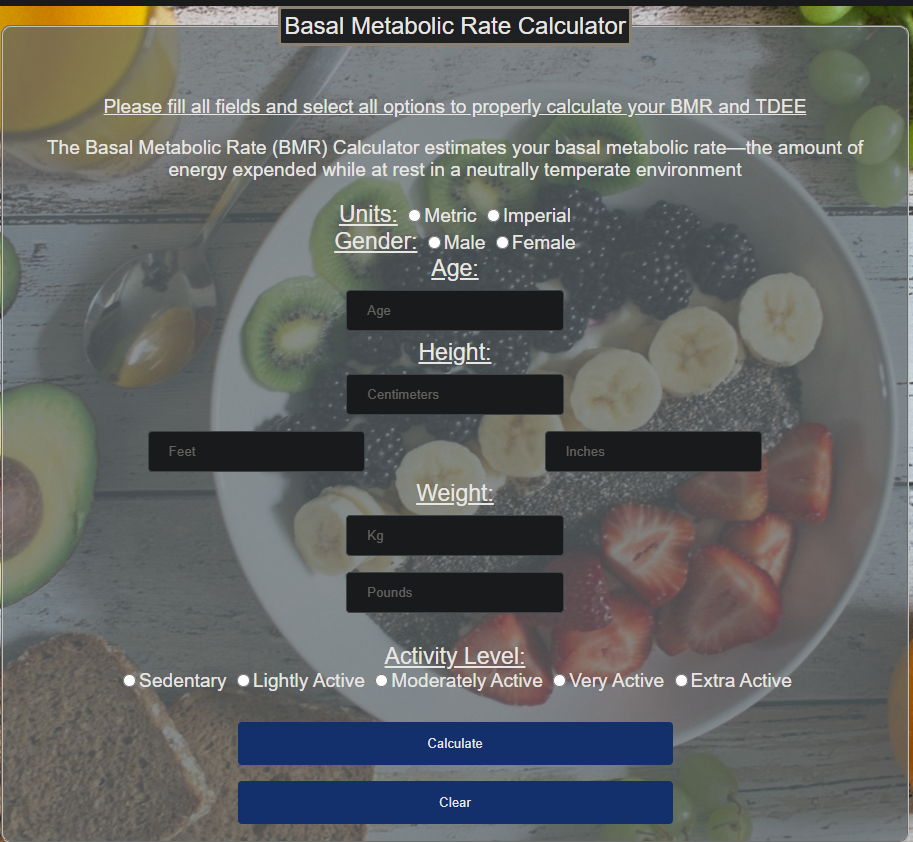 Basal Metabolic Rate Calculator
Please fill all fields and select all options to properly calculate your BMR and TDEE
The Basal Metabolic Rate (BMR) Calculator estimates your basal metabolic rate—the amount of
energy expended while at rest in a neutrally temperate environment
Units: Metric Imperial
Gender: Male Female
Age:
Age
Height:
Centimeters
Feet Inches
Weight:
Kg
Pounds
Activity Level:
Sedentary Lightly Active Moderately Active Very Active Extra Active
Calculate
Clear